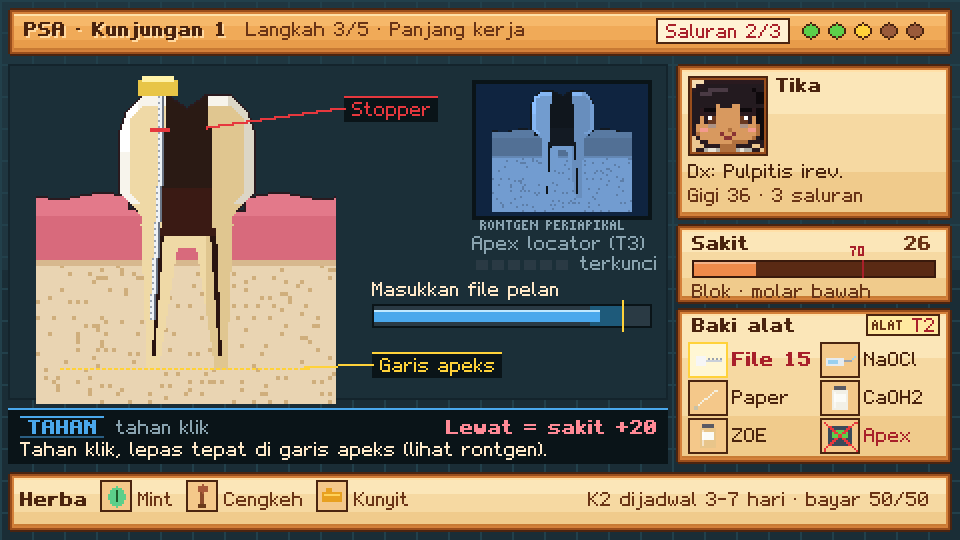 PSA · Kunjungan 1 Langkah 3/5 · Panjang kerja Saluran 2/3
Stopper
RONTGEN PERIAPIKAL
Apex locator (T3)
terkunci
Masukkan file pelan
Garis apeks
TAHAN tahan klik Lewat = sakit +20
Tahan klik, lepas tepat di garis apeks (lihat rontgen).
Tika
Dx: Pulpitis irev.
Gigi 36 · 3 saluran
Sakit 26
70
Blok · molar bawah
Baki alat ALAT T2
File 15 NaOCl
Paper CaOH2
ZOE Apex
Herba Mint Cengkeh Kunyit K2 dijadwal 3-7 hari · bayar 50/50